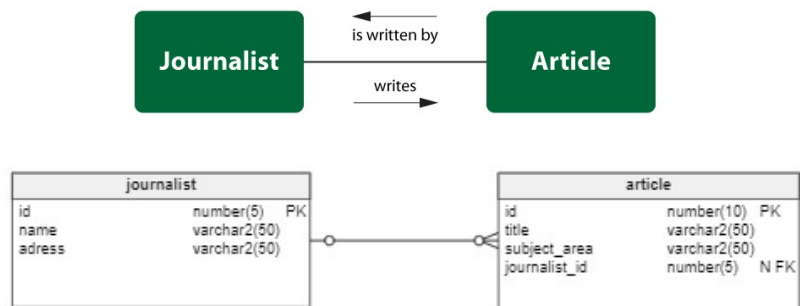 is written by
Journalist Article
writes
journalist
id number(5) PK
name varchar2(50)
adress varchar2(50)
article
id number(10) PK
title varchar2(50)
subject_area varchar2(50)
journalist_id number(5) N FK